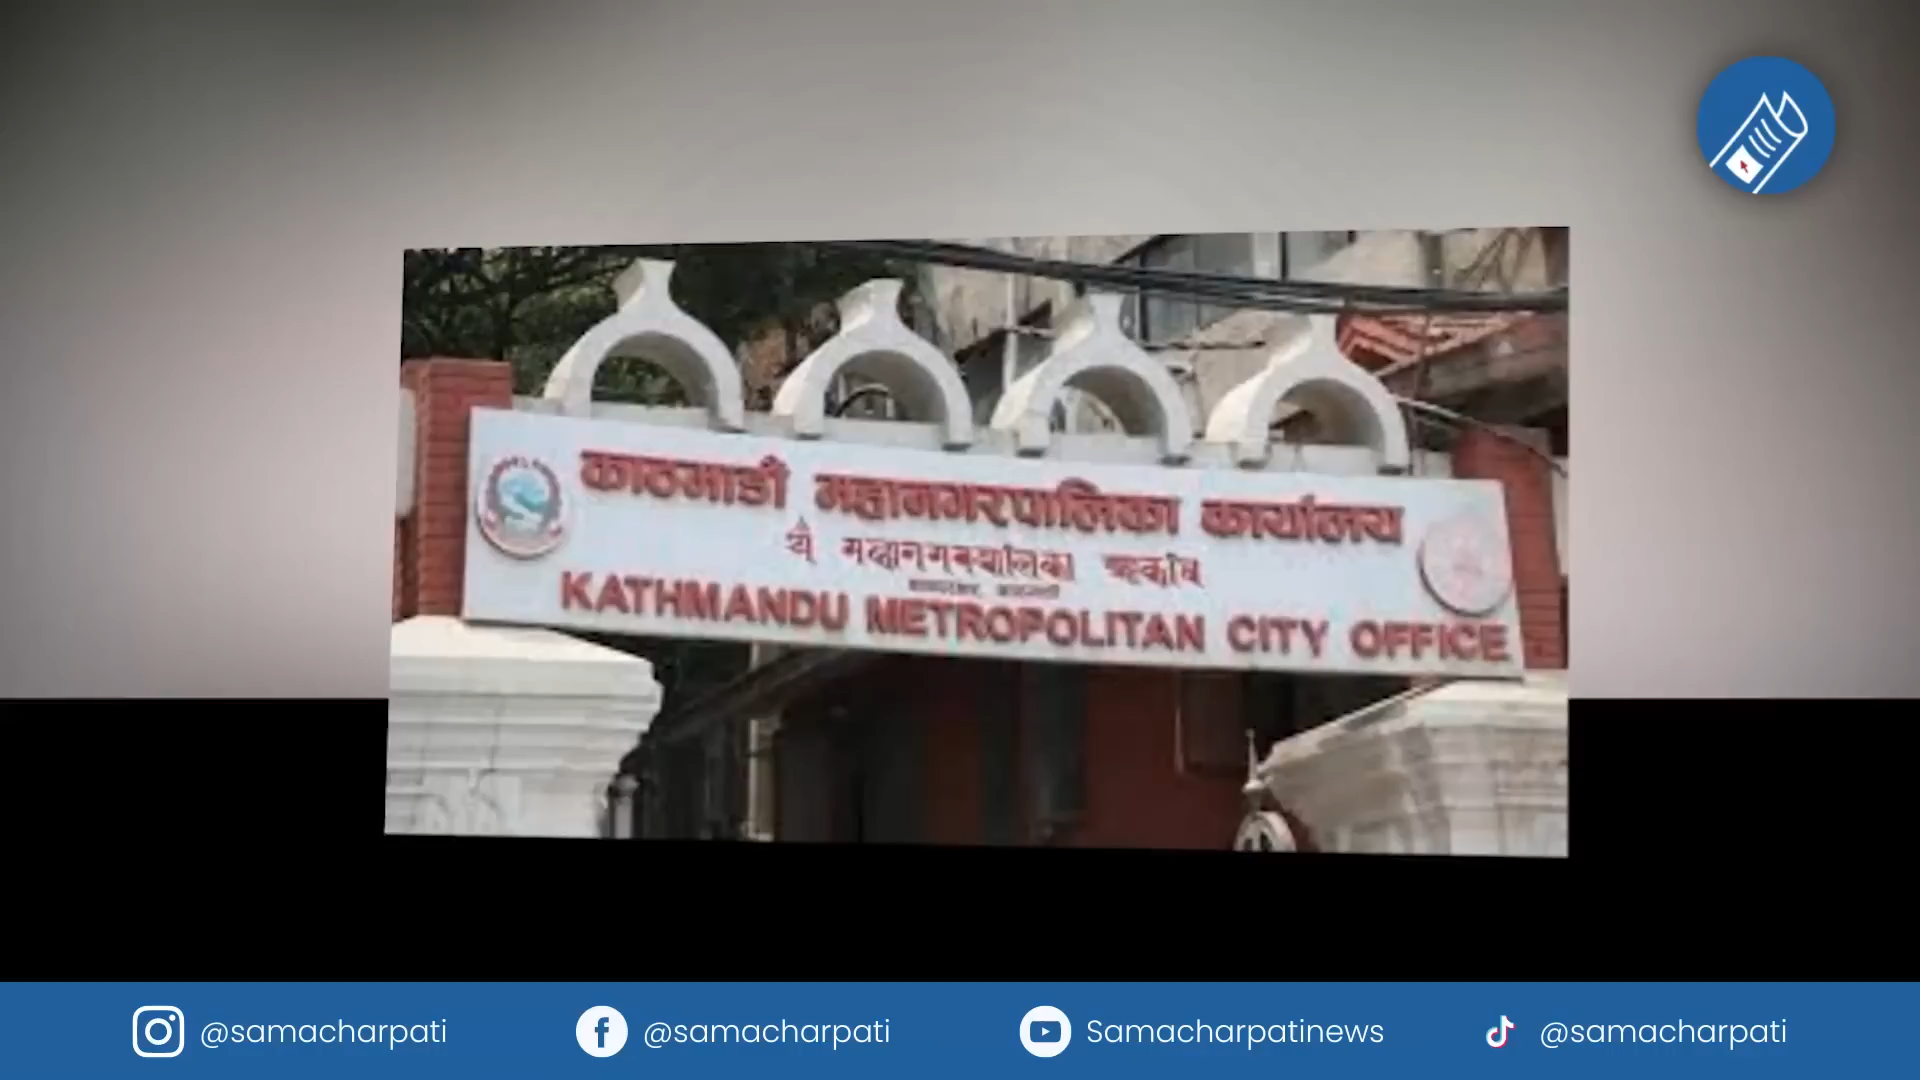 काठमाडौं महानगरपालिका कार्यालय
KATHMANDU METROPOLITAN CITY OFFICE
@samacharpati
@samacharpati
Samacharpatinews
@samacharpati